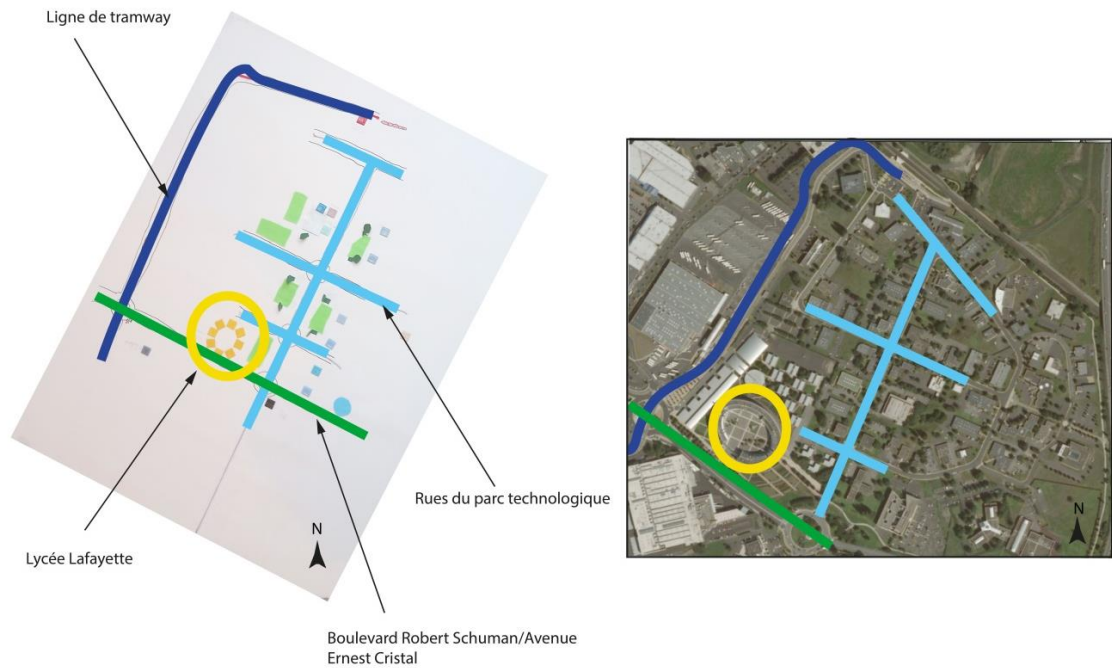 Ligne de tramway
Rues du parc technologique
N
N
Lycée Lafayette
Boulevard Robert Schuman/Avenue
Ernest Cristal